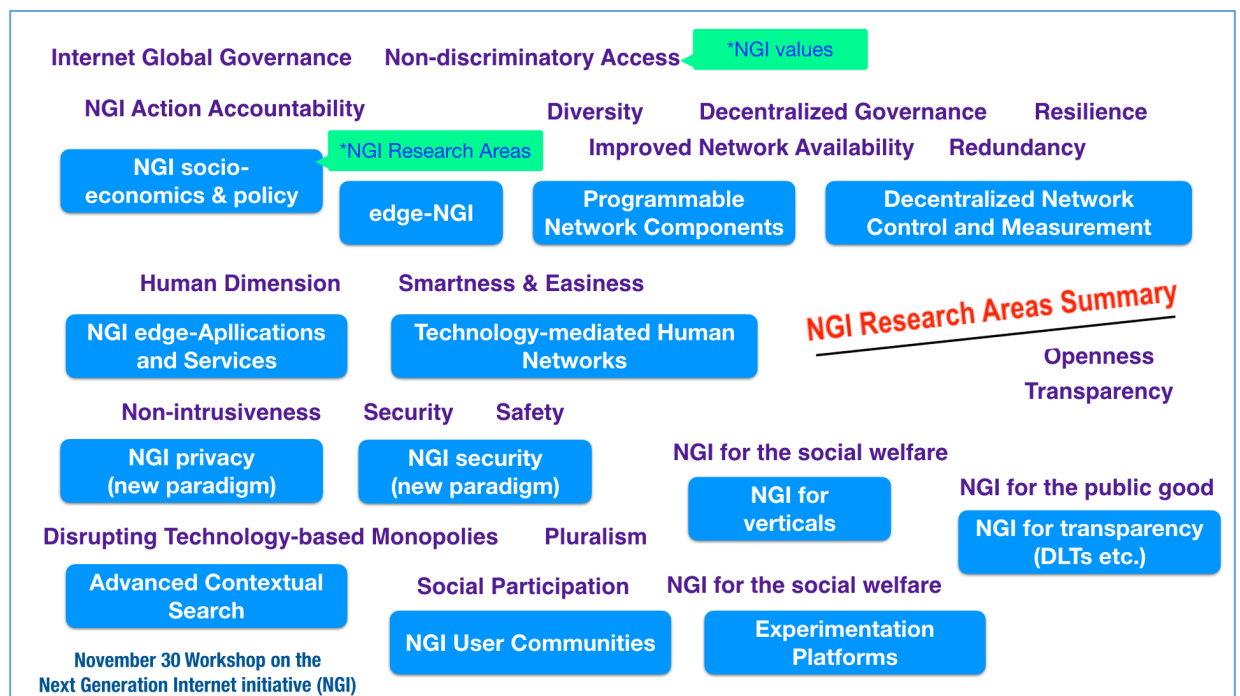 Internet Global Governance
Non-discriminatory Access
*NGI values
NGI Action Accountability
Diversity
Decentralized Governance
Resilience
*NGI Research Areas
Improved Network Availability
Redundancy
NGI socio-
economics & policy
edge-NGI
Programmable
Network Components
Decentralized Network
Control and Measurement
Human Dimension
Smartness & Easiness
NGI Research Areas Summary
NGI edge-Apllications
and Services
Technology-mediated Human
Networks
Openness
Transparency
Non-intrusiveness
Security
Safety
NGI privacy
(new paradigm)
NGI security
(new paradigm)
NGI for the social welfare
NGI for
verticals
NGI for the public good
NGI for transparency
(DLTs etc.)
Disrupting Technology-based Monopolies
Pluralism
Advanced Contextual
Search
Social Participation
NGI for the social welfare
NGI User Communities
Experimentation
Platforms
November 30 Workshop on the
Next Generation Internet initiative (NGI)